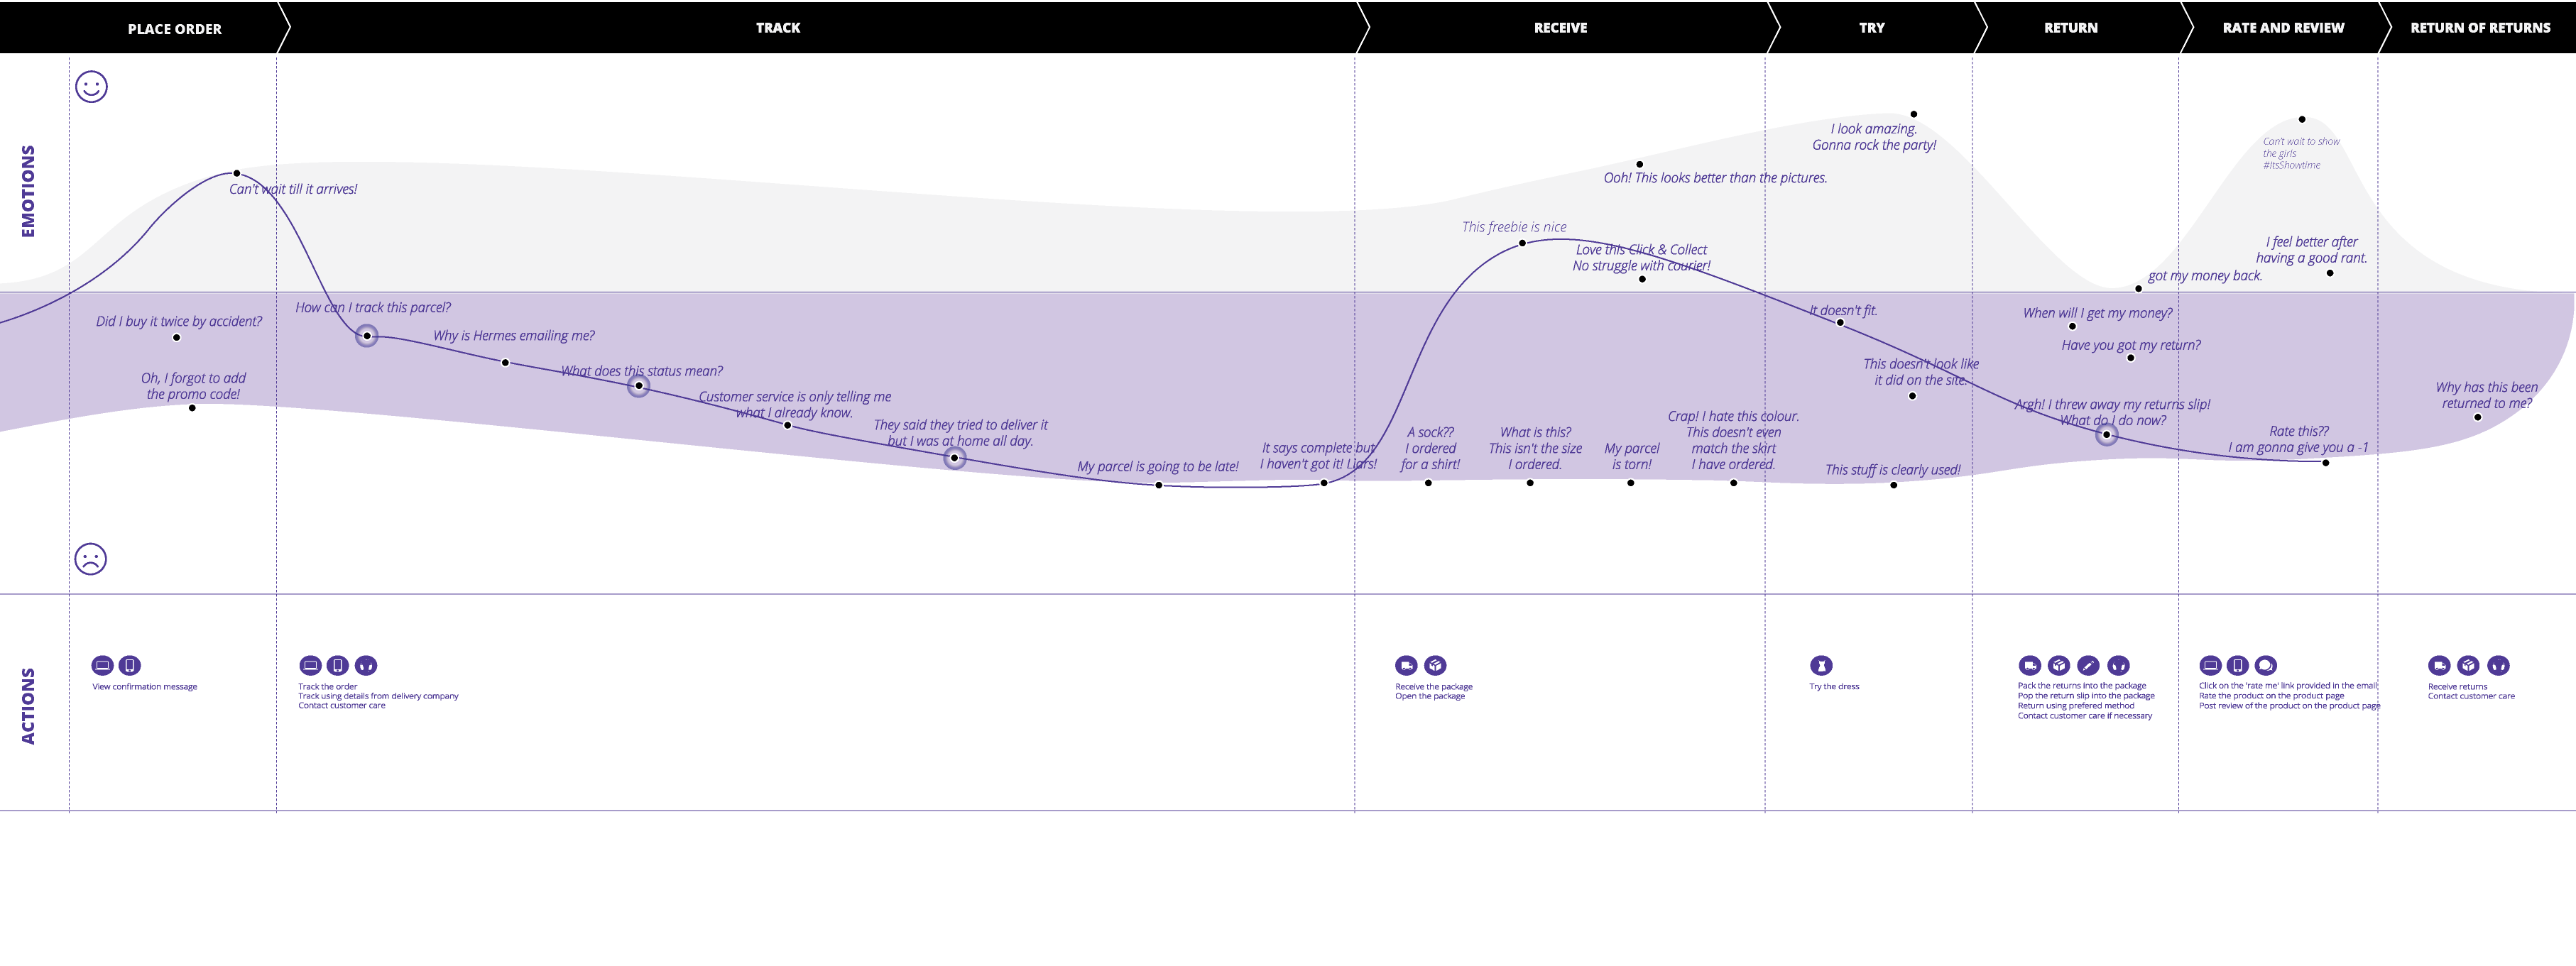 PLACE ORDER
TRACK
RECEIVE
TRY
RETURN
RATE AND REVIEW
RETURN OF RETURNS
EMOTIONS
Can't wait till it arrives!
Did I buy it twice by accident?
Oh, I forgot to add
the promo code!
How can I track this parcel?
Why is Hermes emailing me?
What does this status mean?
Customer service is only telling me
what I already know.
They said they tried to deliver it
but I was at home all day.
My parcel is going to be late!
It says complete but
I haven't got it! Liars!
This freebie is nice
Ooh! This looks better than the pictures.
Love this Click & Collect
No struggle with courier!
A sock??
I ordered
for a shirt!
What is this?
This isn't the size
I ordered.
My parcel
is torn!
Crap! I hate this colour.
This doesn't even
match the skirt
I have ordered.
I look amazing.
Gonna rock the party!
It doesn't fit.
This doesn't look like
it did on the site.
This stuff is clearly used!
got my money back.
When will I get my money?
Have you got my return?
Argh! I threw away my returns slip!
What do I do now?
Can't wait to show
the girls
#ItsShowtime
I feel better after
having a good rant.
Rate this??
I am gonna give you a -1
Why has this been
returned to me?
ACTIONS
View confirmation message
Track the order
Track using details from delivery company
Contact customer care
Receive the package
Open the package
Try the dress
Pack the returns into the package
Pop the return slip into the package
Return using prefered method
Contact customer care if necessary
Click on the 'rate me' link provided in the email
Rate the product on the product page
Post review of the product on the product page
Receive returns
Contact customer care